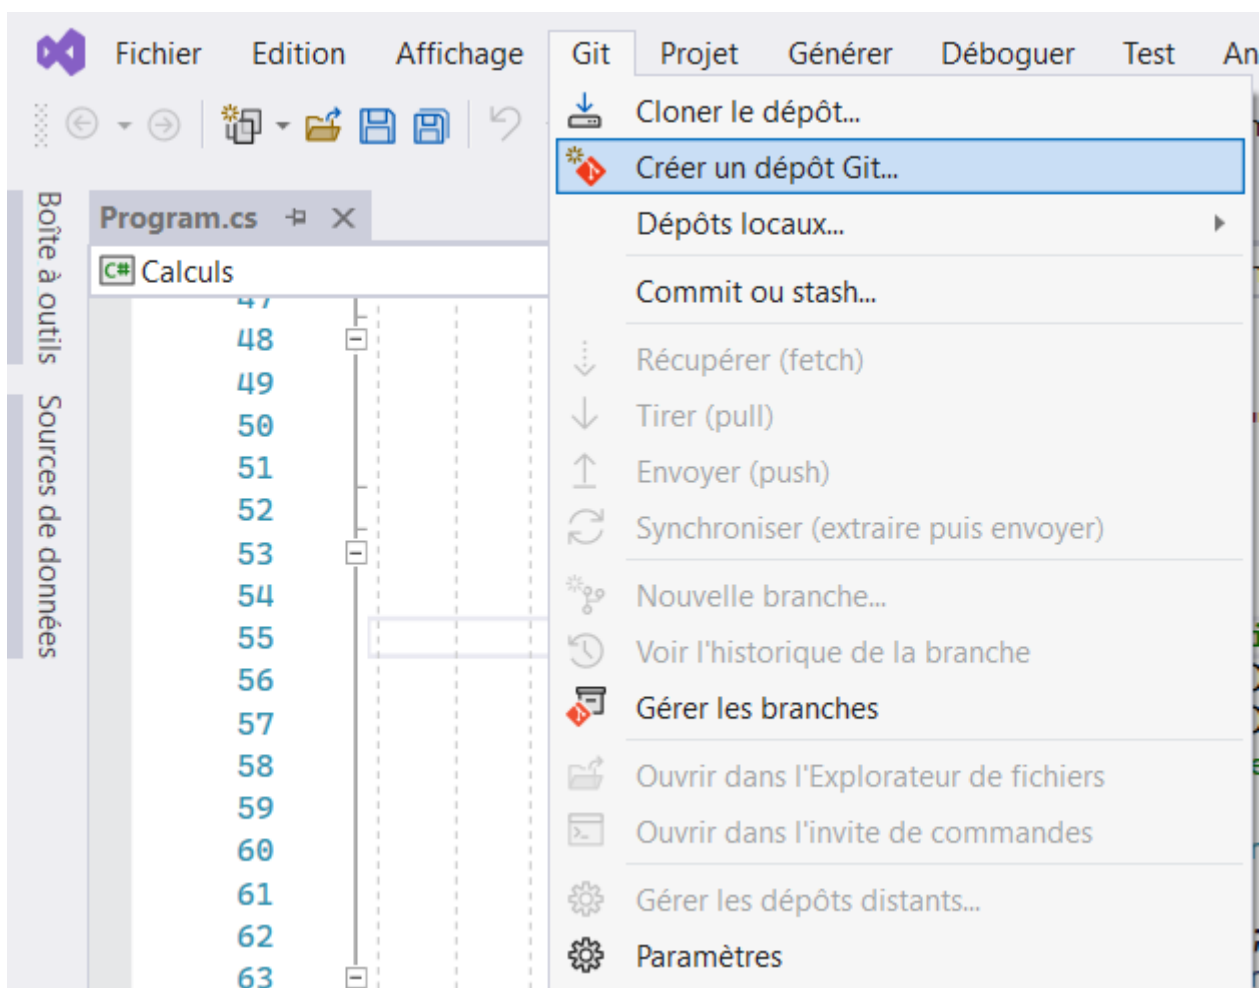 Fichier Edition Affichage Git Projet Générer Déboguer Test An
Cloner le dépôt...
Créer un dépôt Git...
Dépôts locaux...
Commit ou stash...
Récupérer (fetch)
Tirer (pull)
Envoyer (push)
Synchroniser (extraire puis envoyer)
Nouvelle branche...
Voir l'historique de la branche
Gérer les branches
Ouvrir dans l'Explorateur de fichiers
Ouvrir dans l'invite de commandes
Gérer les dépôts distants...
Paramètres
Boîte à outils
Sources de données
Program.cs
C# Calculs
47
48
49
50
51
52
53
54
55
56
57
58
59
60
61
62
63